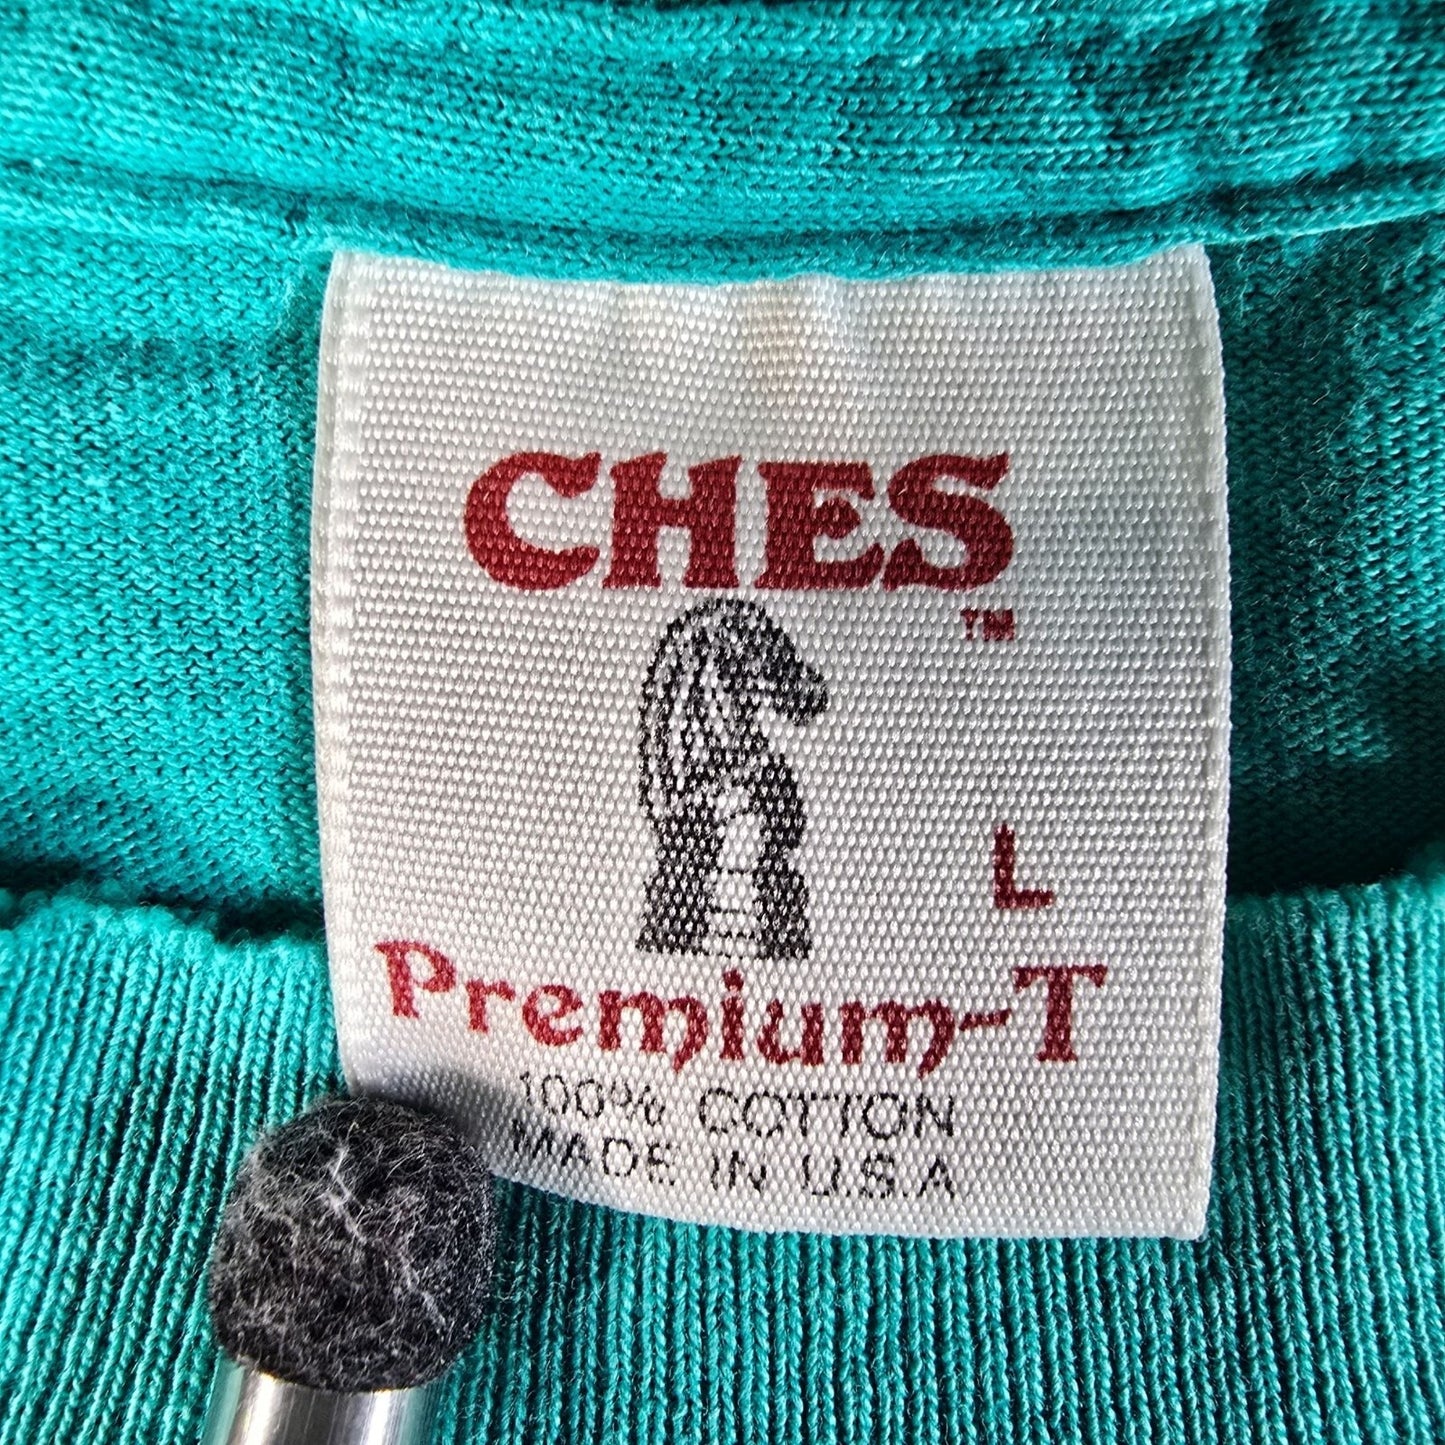 CHES
TM
L
Premium-T
100% COTTON
MADE IN U.S.A